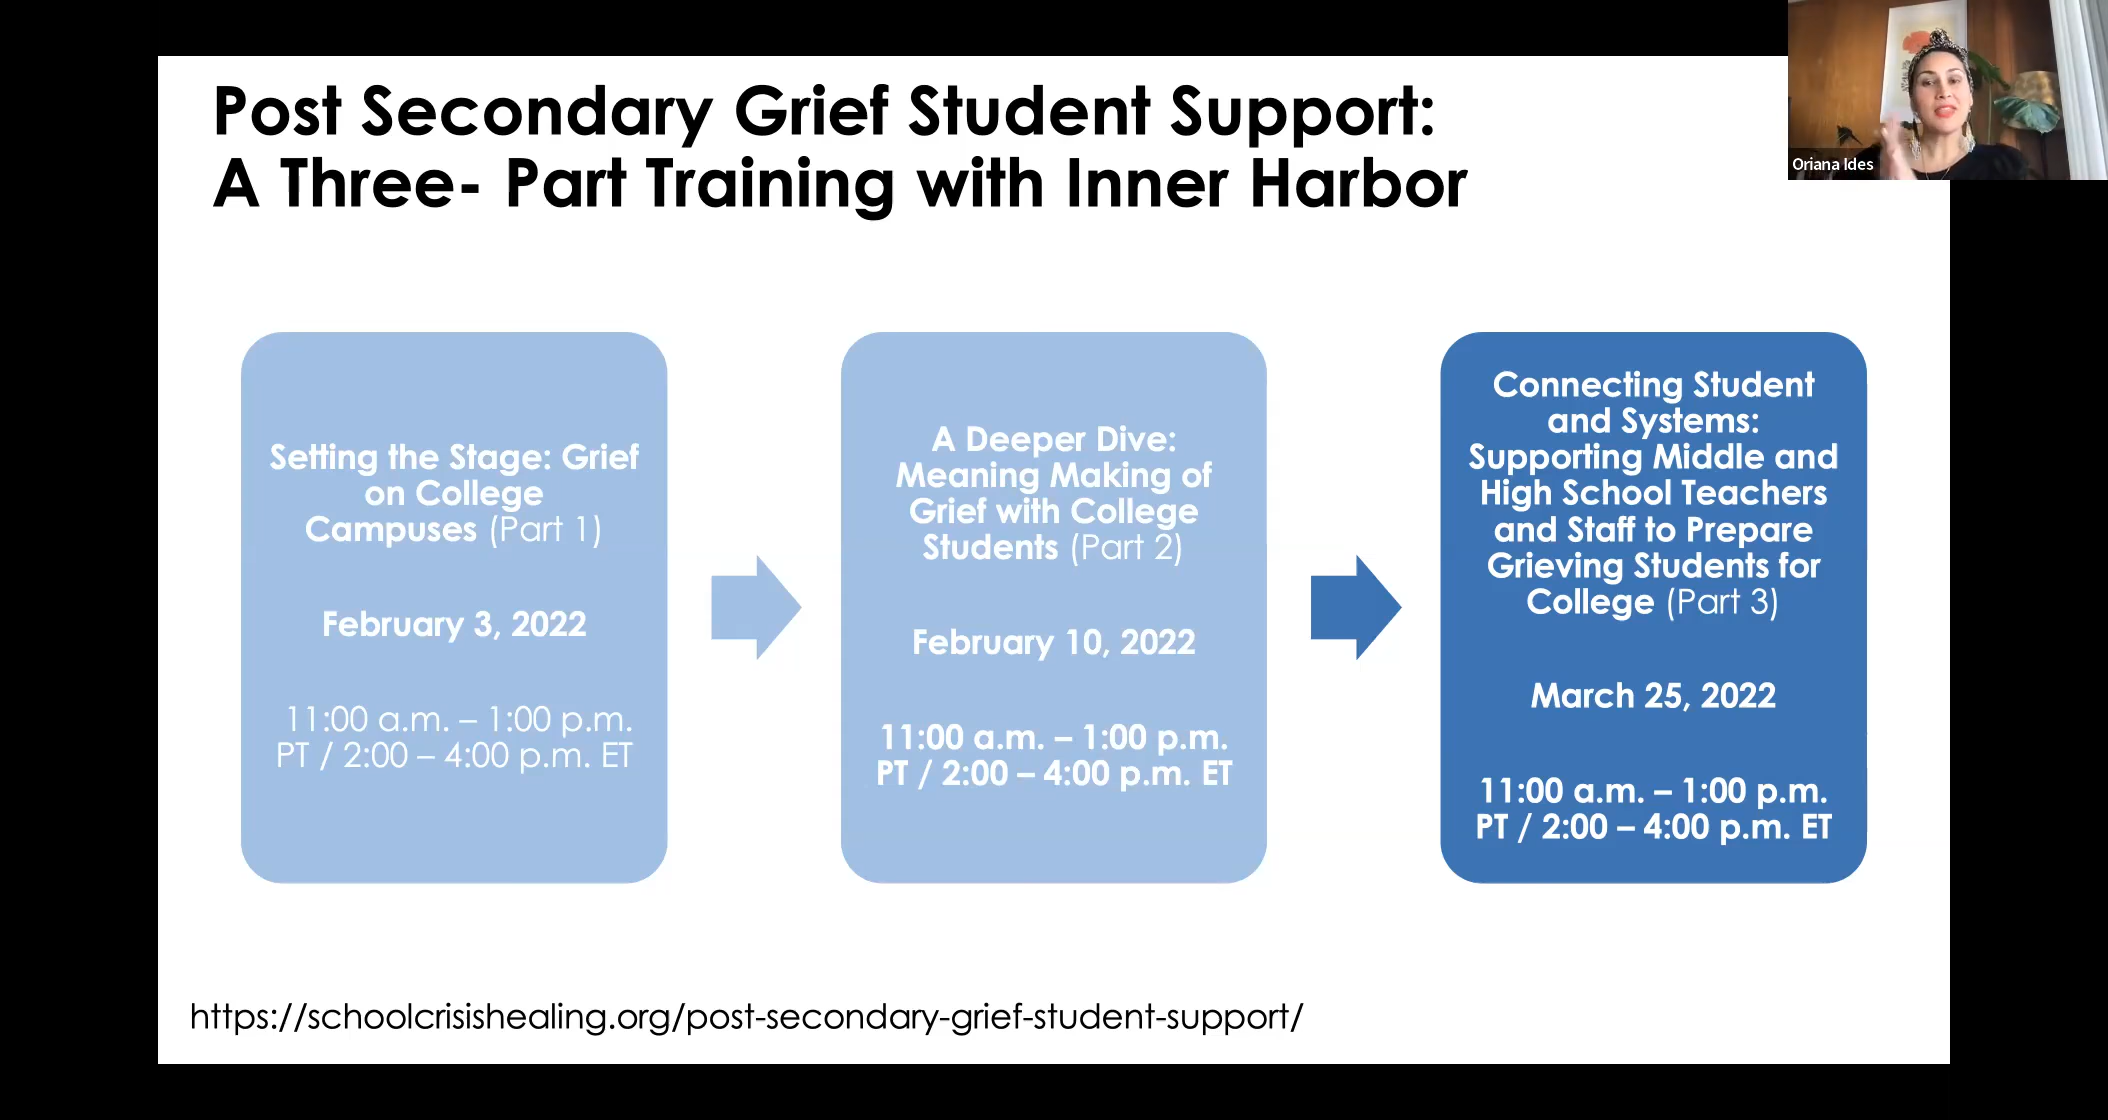 Post Secondary Grief Student Support:
A Three- Part Training with Inner Harbor
Oriana Ides
Setting the Stage: Grief
on College
Campuses (Part 1)
February 3, 2022
11:00 a.m. – 1:00 p.m.
PT / 2:00 – 4:00 p.m. ET
A Deeper Dive:
Meaning Making of
Grief with College
Students (Part 2)
February 10, 2022
11:00 a.m. – 1:00 p.m.
PT / 2:00 – 4:00 p.m. ET
Connecting Student
and Systems:
Supporting Middle and
High School Teachers
and Staff to Prepare
Grieving Students for
College (Part 3)
March 25, 2022
11:00 a.m. – 1:00 p.m.
PT / 2:00 – 4:00 p.m. ET
https://schoolcrisishealing.org/post-secondary-grief-student-support/